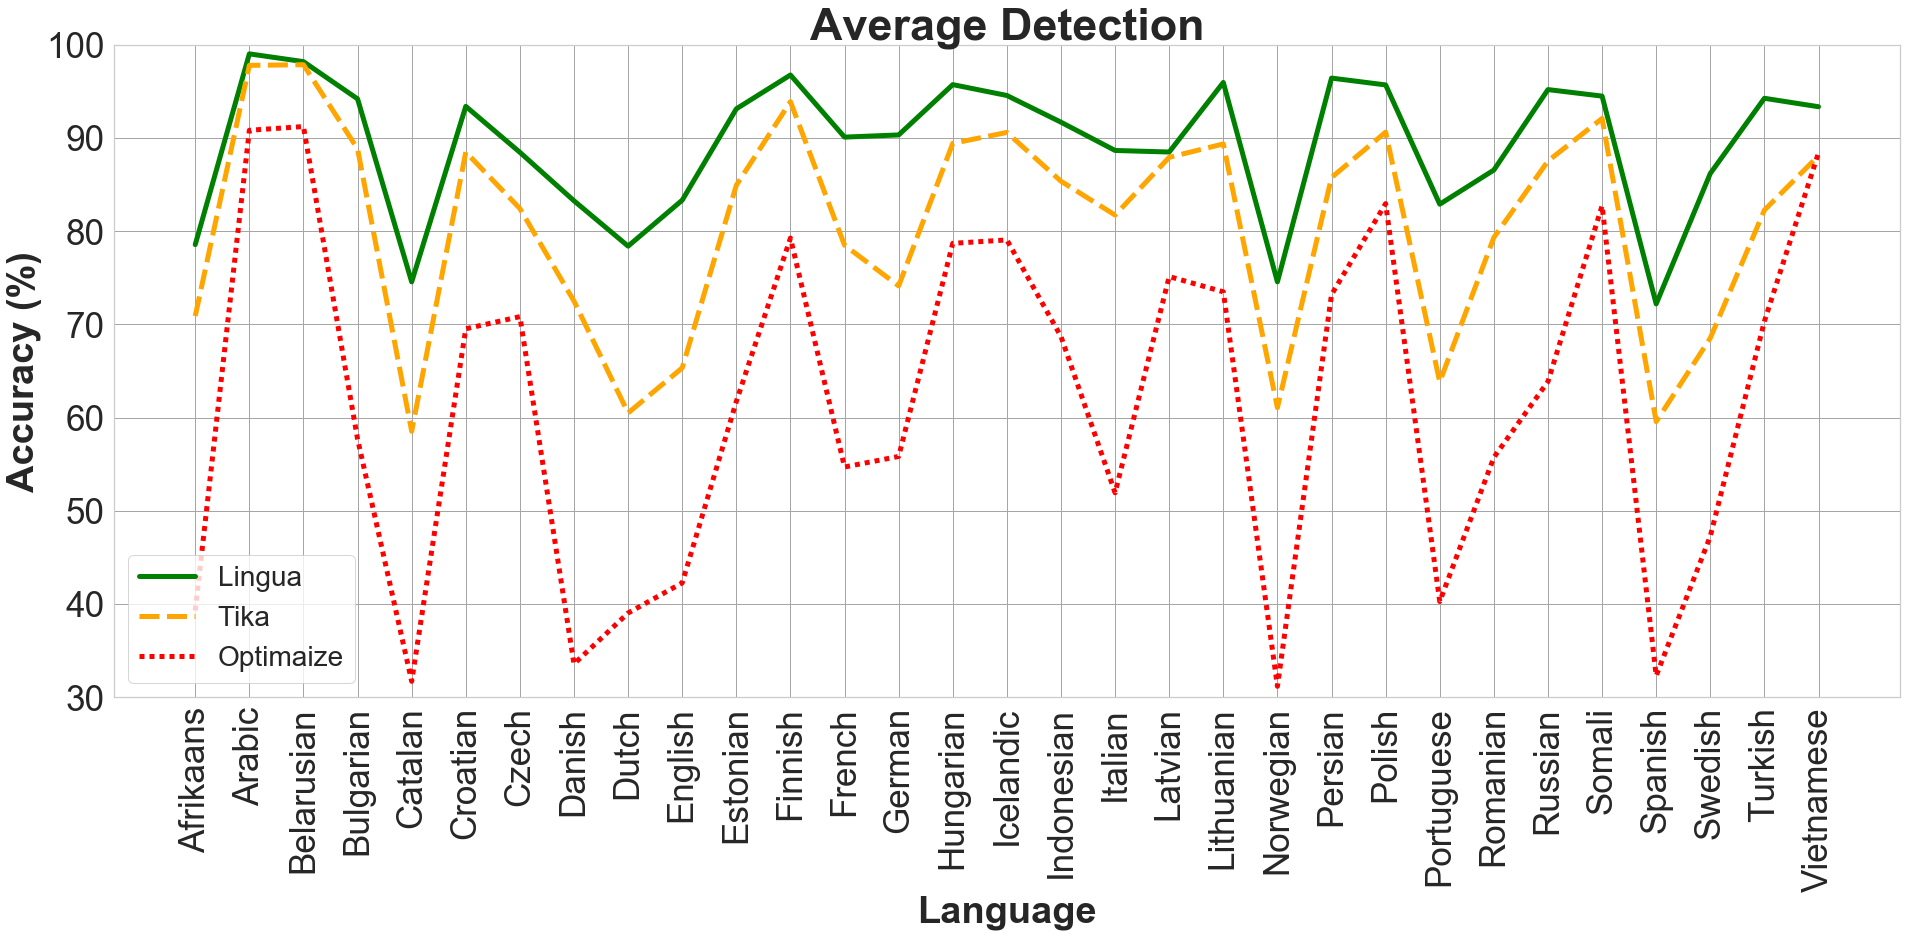 Average Detection
Accuracy (%)
100
90
80
70
60
50
40
30
Lingua
Tika
Optimaize
Afrikaans
Arabic
Belarusian
Bulgarian
Catalan
Croatian
Czech
Danish
Dutch
English
Estonian
Finnish
French
German
Hungarian
Icelandic
Indonesian
Italian
Latvian
Lithuanian
Norwegian
Persian
Polish
Portuguese
Romanian
Russian
Somali
Spanish
Swedish
Turkish
Vietnamese
Language